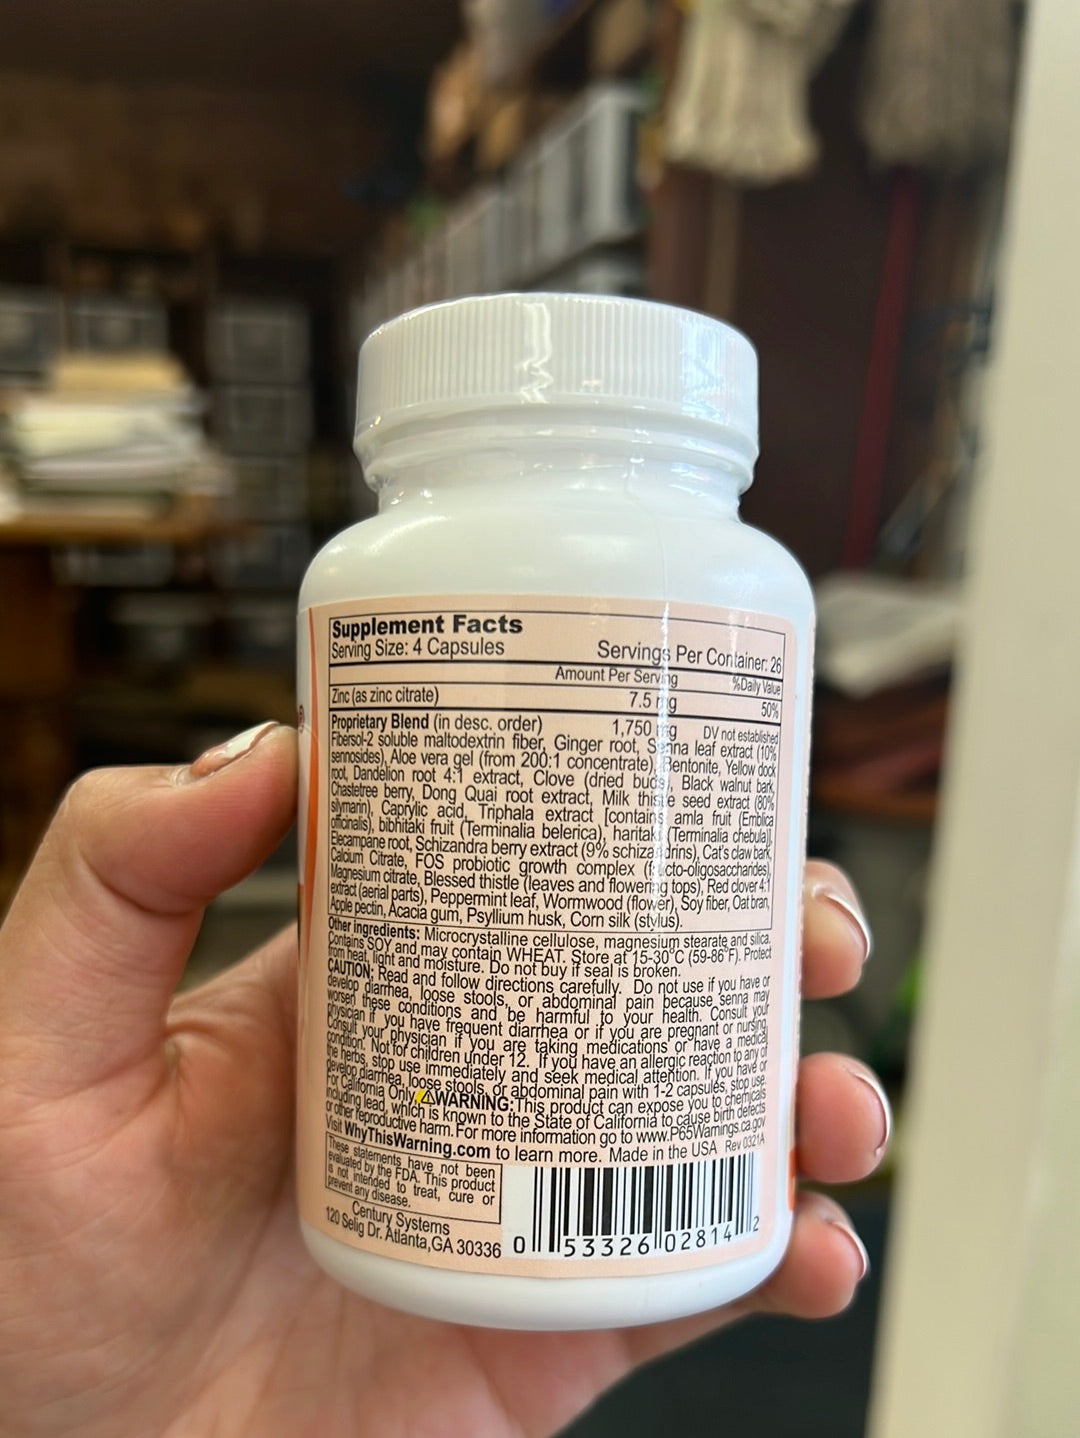 ®
Supplement Facts
Serving Size: 4 Capsules Servings Per Container: 26
Amount Per Serving %Daily Value
Zinc (as zinc citrate) 7.5 mg 50%
Proprietary Blend (in desc. order) 1,750 mg DV not established
Fibersol-2 soluble maltodextrin fiber, Ginger root, Senna leaf extract (10%
sennosides), Aloe vera gel (from 200:1 concentrate), Bentonite, Yellow dock
root, Dandelion root 4:1 extract, Clove (dried buds), Black walnut bark,
Chastetree berry, Dong Quai root extract, Milk thistle seed extract (80%
silymarin), Caprylic acid, Triphala extract [contains amla fruit (Emblica
officinalis), bibhitaki fruit (Terminalia belerica), haritaki (Terminalia chebula)],
Elecampane root, Schizandra berry extract (9% schizandrins), Cat's claw bark,
Calcium Citrate, FOS probiotic growth complex (fructo-oligosaccharides),
Magnesium citrate, Blessed thistle (leaves and flowering tops), Red clover 4:1
extract (aerial parts), Peppermint leaf, Wormwood (flower), Soy fiber, Oat bran,
Apple pectin, Acacia gum, Psyllium husk, Corn silk (stylus).
Other ingredients: Microcrystalline cellulose, magnesium stearate and silica.
Contains SOY and may contain WHEAT. Store at 15-30°C (59-86°F). Protect
from heat, light and moisture. Do not buy if seal is broken.
CAUTION: Read and follow directions carefully. Do not use if you have or
develop diarrhea, loose stools, or abdominal pain because senna may
worsen these conditions and be harmful to your health. Consult your
physician if you have frequent diarrhea or if you are pregnant or nursing.
Consult your physician if you are taking medications or have a medical
condition. Not for children under 12. If you have an allergic reaction to any of
the herbs, stop use immediately and seek medical attention. If you have or
develop diarrhea, loose stools, or abdominal pain with 1-2 capsules, stop use.
For California Only, WARNING: This product can expose you to chemicals
including lead, which is known to the State of California to cause birth defects
or other reproductive harm. For more information go to www.P65Warnings.ca.gov
Visit WhyThisWarning.com to learn more. Made in the USA Rev 0321A
These statements have not been
evaluated by the FDA. This product
is not intended to treat, cure or
prevent any disease.
Century Systems
120 Selig Dr. Atlanta, GA 30336
0 53326 02814 2